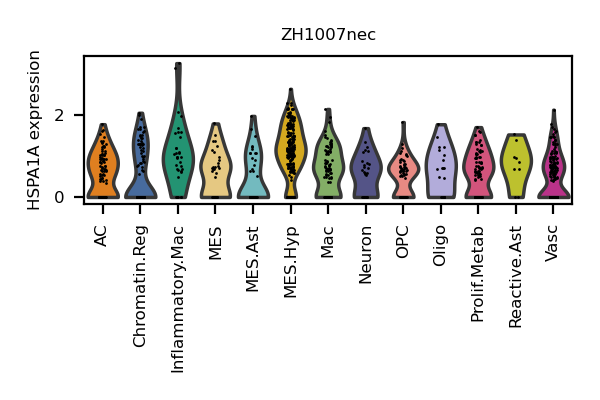 ZH1007nec
HSPA1A expression
2
0
AC
Chromatin.Reg
Inflammatory.Mac
MES
MES.Ast
MES.Hyp
Mac
Neuron
OPC
Oligo
Prolif.Metab
Reactive.Ast
Vasc